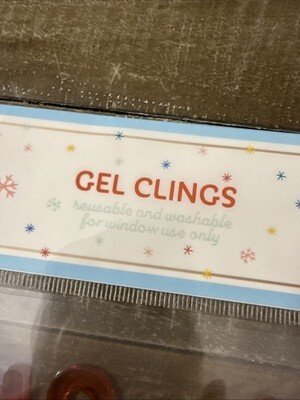 GEL CLINGS
reusable and washable
for window use only